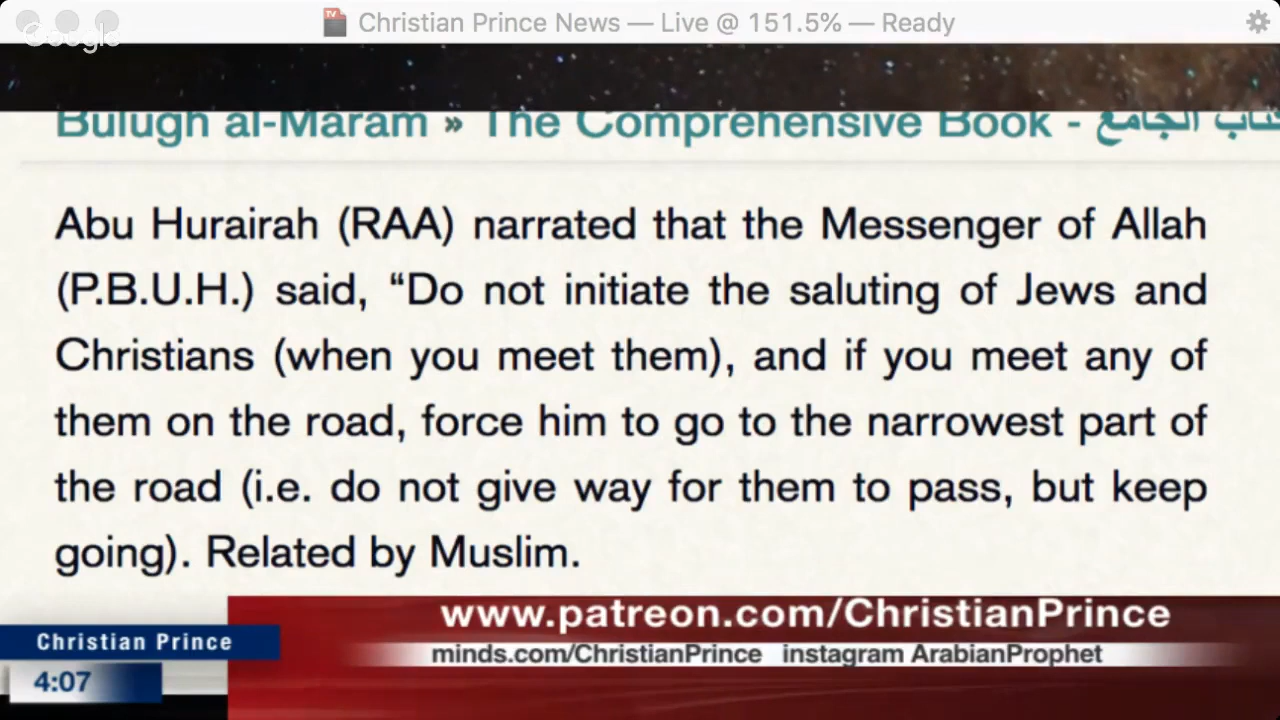 Christian Prince News — Live @ 151.5% — Ready
Google
Bulugh al-Maram » The Comprehensive Book - كتاب الجامع
Abu Hurairah (RAA) narrated that the Messenger of Allah
(P.B.U.H.) said, “Do not initiate the saluting of Jews and
Christians (when you meet them), and if you meet any of
them on the road, force him to go to the narrowest part of
the road (i.e. do not give way for them to pass, but keep
going). Related by Muslim.
www.patreon.com/ChristianPrince
Christian Prince
minds.com/ChristianPrince instagram ArabianProphet
4:07